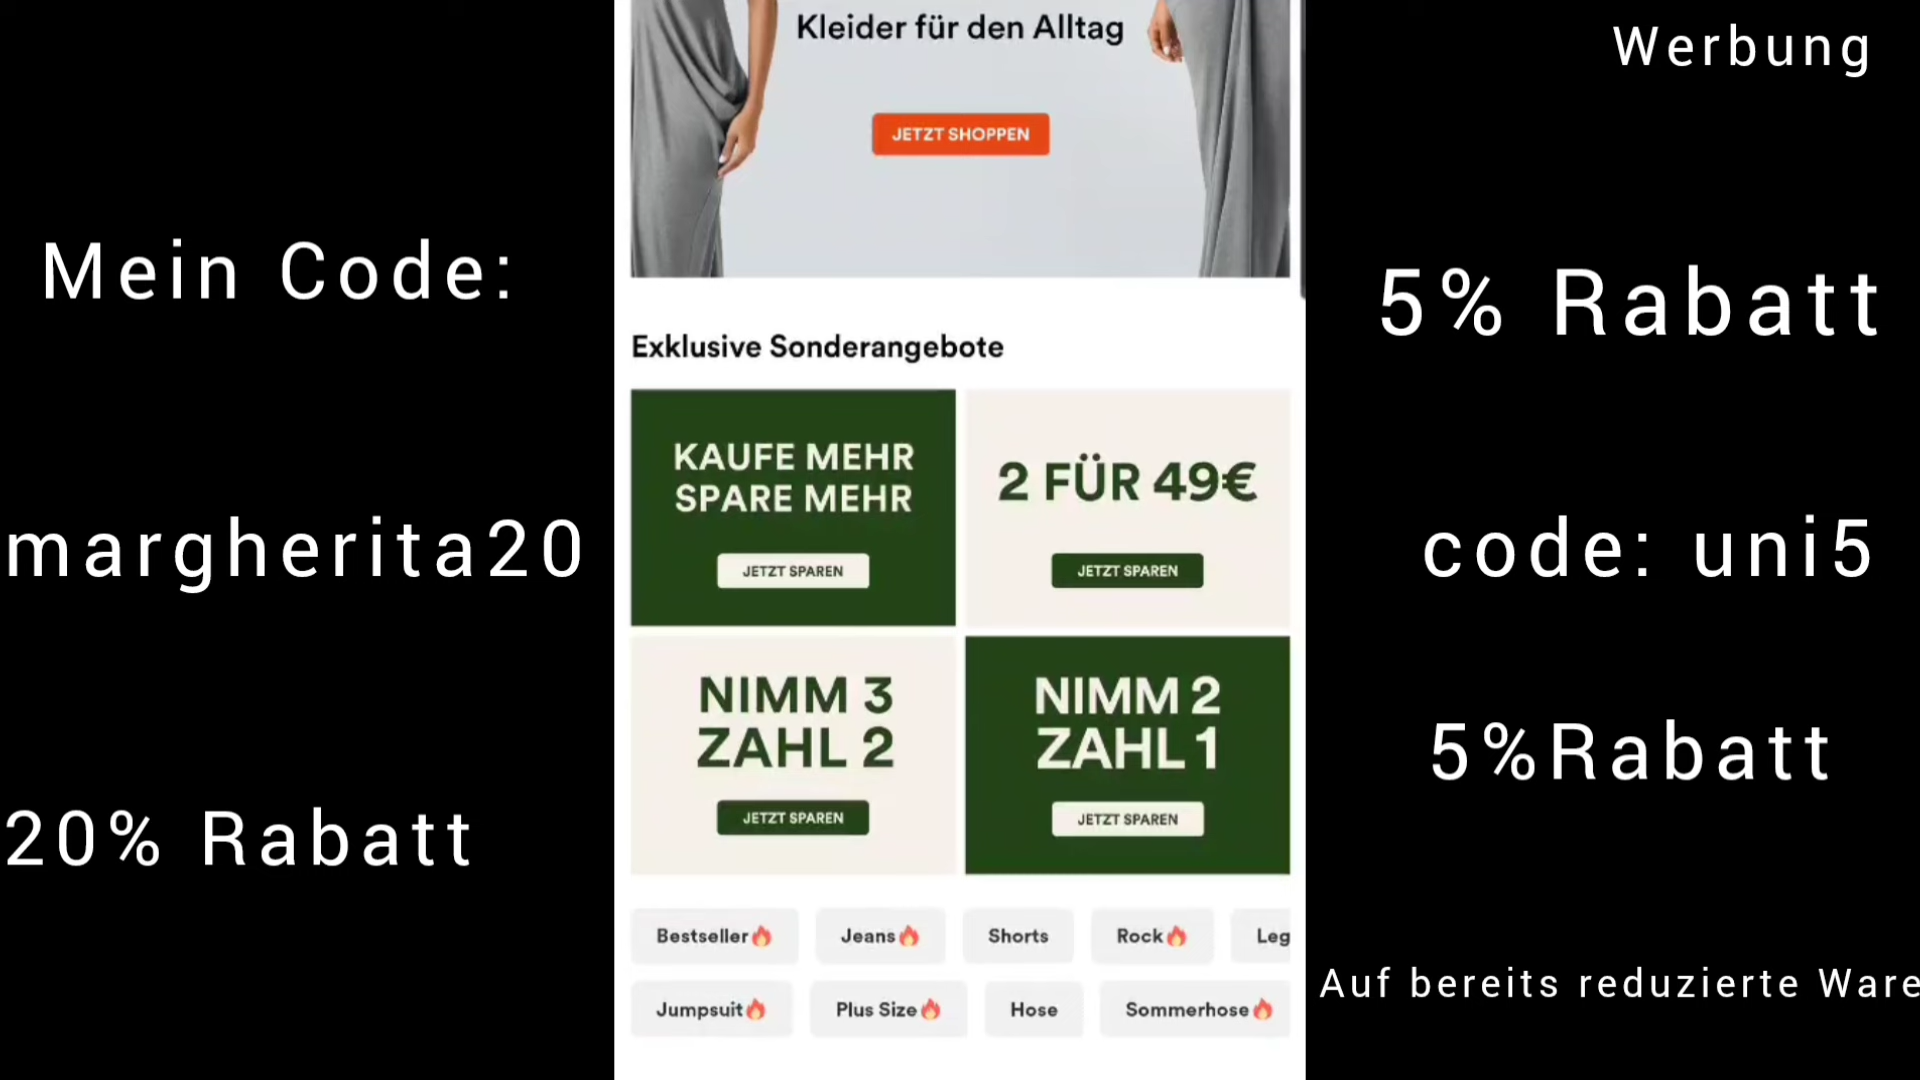 Mein Code:
margherita20
20% Rabatt
Kleider für den Alltag
JETZT SHOPPEN
Exklusive Sonderangebote
KAUFE MEHR
SPARE MEHR
JETZT SPAREN
2 FÜR 49€
JETZT SPAREN
NIMM 3
ZAHL 2
JETZT SPAREN
NIMM 2
ZAHL 1
JETZT SPAREN
Bestseller🔥 Jeans🔥 Shorts Rock🔥 Leg
Jumpsuit🔥 Plus Size🔥 Hose Sommerhose🔥
Werbung
5% Rabatt
code: uni5
5%Rabatt
Auf bereits reduzierte Ware